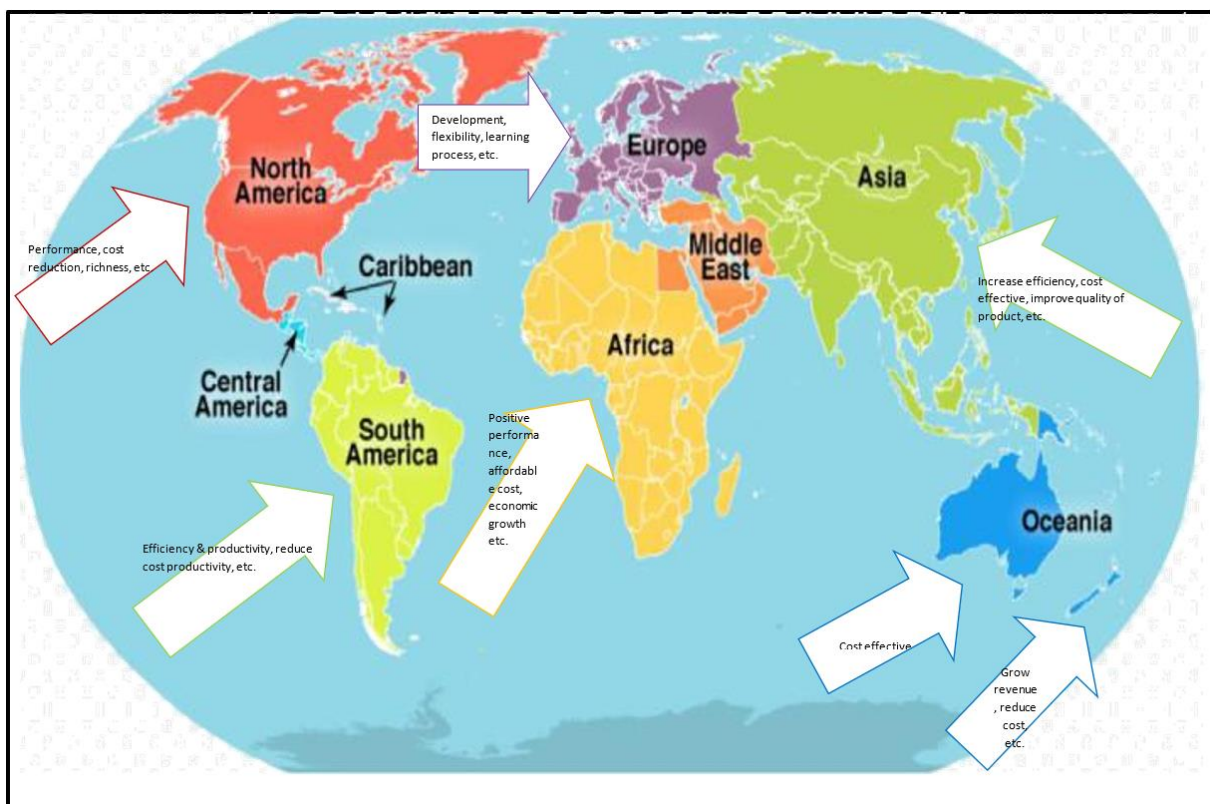 North
America
Performance, cost
reduction, richness, etc.
Development,
flexibility, learning
process, etc.
Europe
Asia
Middle
East
Increase efficiency, cost
effective, improve quality of
product, etc.
Caribbean
Central
America
South
America
Africa
Positive
performa
nce,
affordabl
e cost,
economic
growth
etc.
Efficiency & productivity, reduce
cost productivity, etc.
Oceania
Cost effective
Grow
revenue
, reduce
cost,
etc.